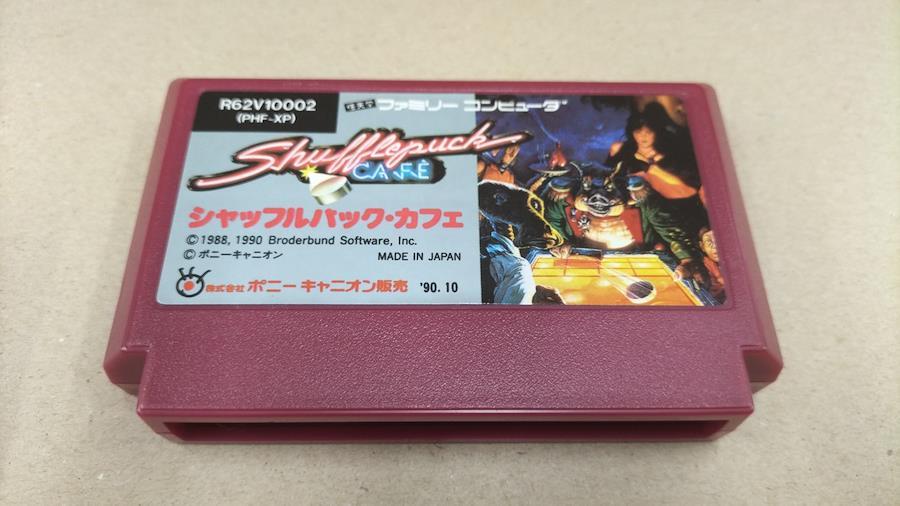 R62V10002
(PHF-XP)
ファミリー コンピュータ
Shufflepuck
CAFÉ
シャッフルパック・カフェ
©1988, 1990 Broderbund Software, Inc.
© ポニーキャニオン MADE IN JAPAN
株式会社 ポニーキャニオン販売 '90.10